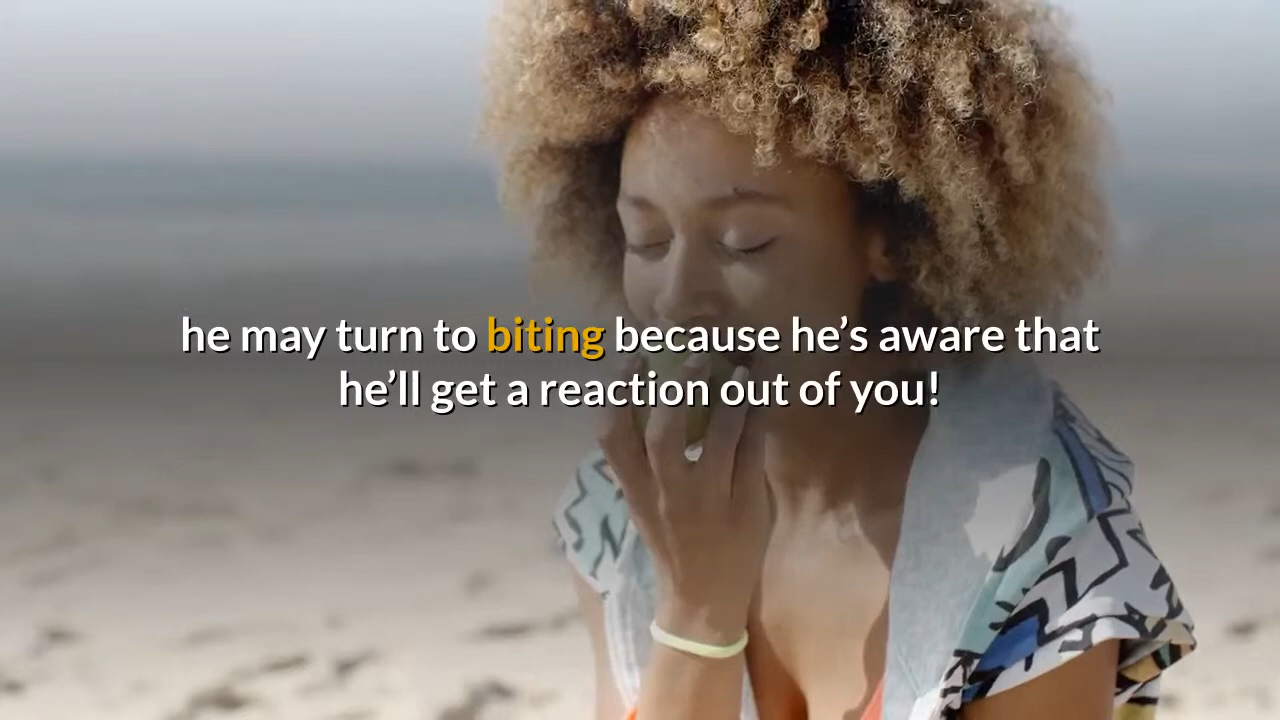 he may turn to biting because he’s aware that
he’ll get a reaction out of you!